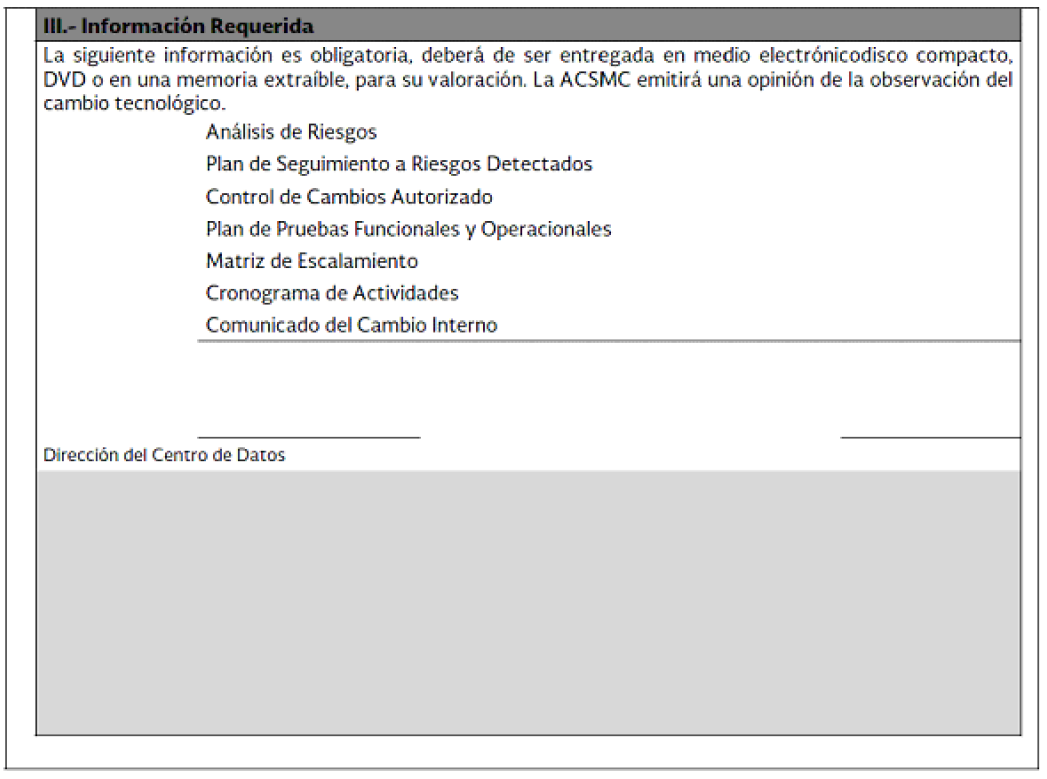 III.- Información Requerida
La siguiente información es obligatoria, deberá de ser entregada en medio electrónicodisco compacto,
DVD o en una memoria extraíble, para su valoración. La ACSMC emitirá una opinión de la observación del
cambio tecnológico.
Análisis de Riesgos
Plan de Seguimiento a Riesgos Detectados
Control de Cambios Autorizado
Plan de Pruebas Funcionales y Operacionales
Matriz de Escalamiento
Cronograma de Actividades
Comunicado del Cambio Interno
Dirección del Centro de Datos